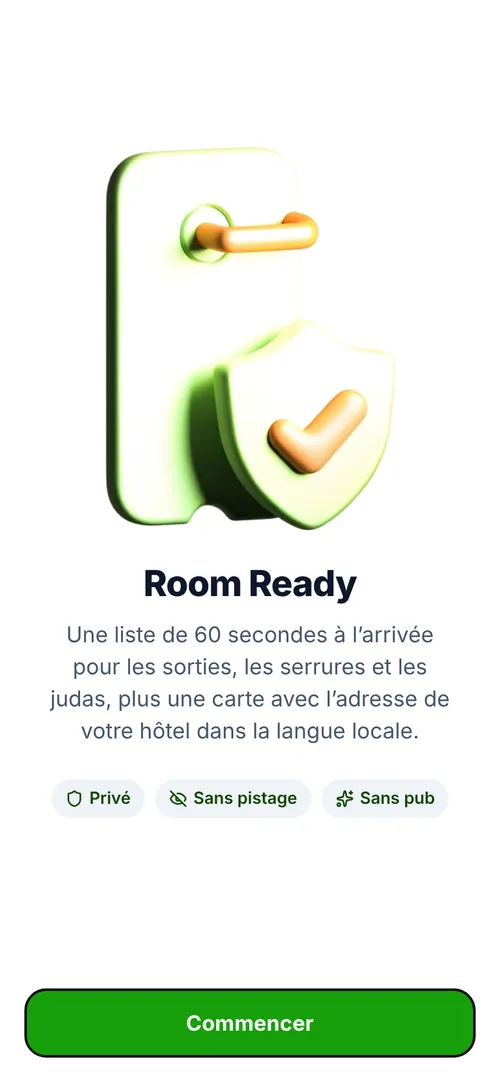 Room Ready
Une liste de 60 secondes à l’arrivée
pour les sorties, les serrures et les
judas, plus une carte avec l’adresse de
votre hôtel dans la langue locale.
Privé
Sans pistage
Sans pub
Commencer